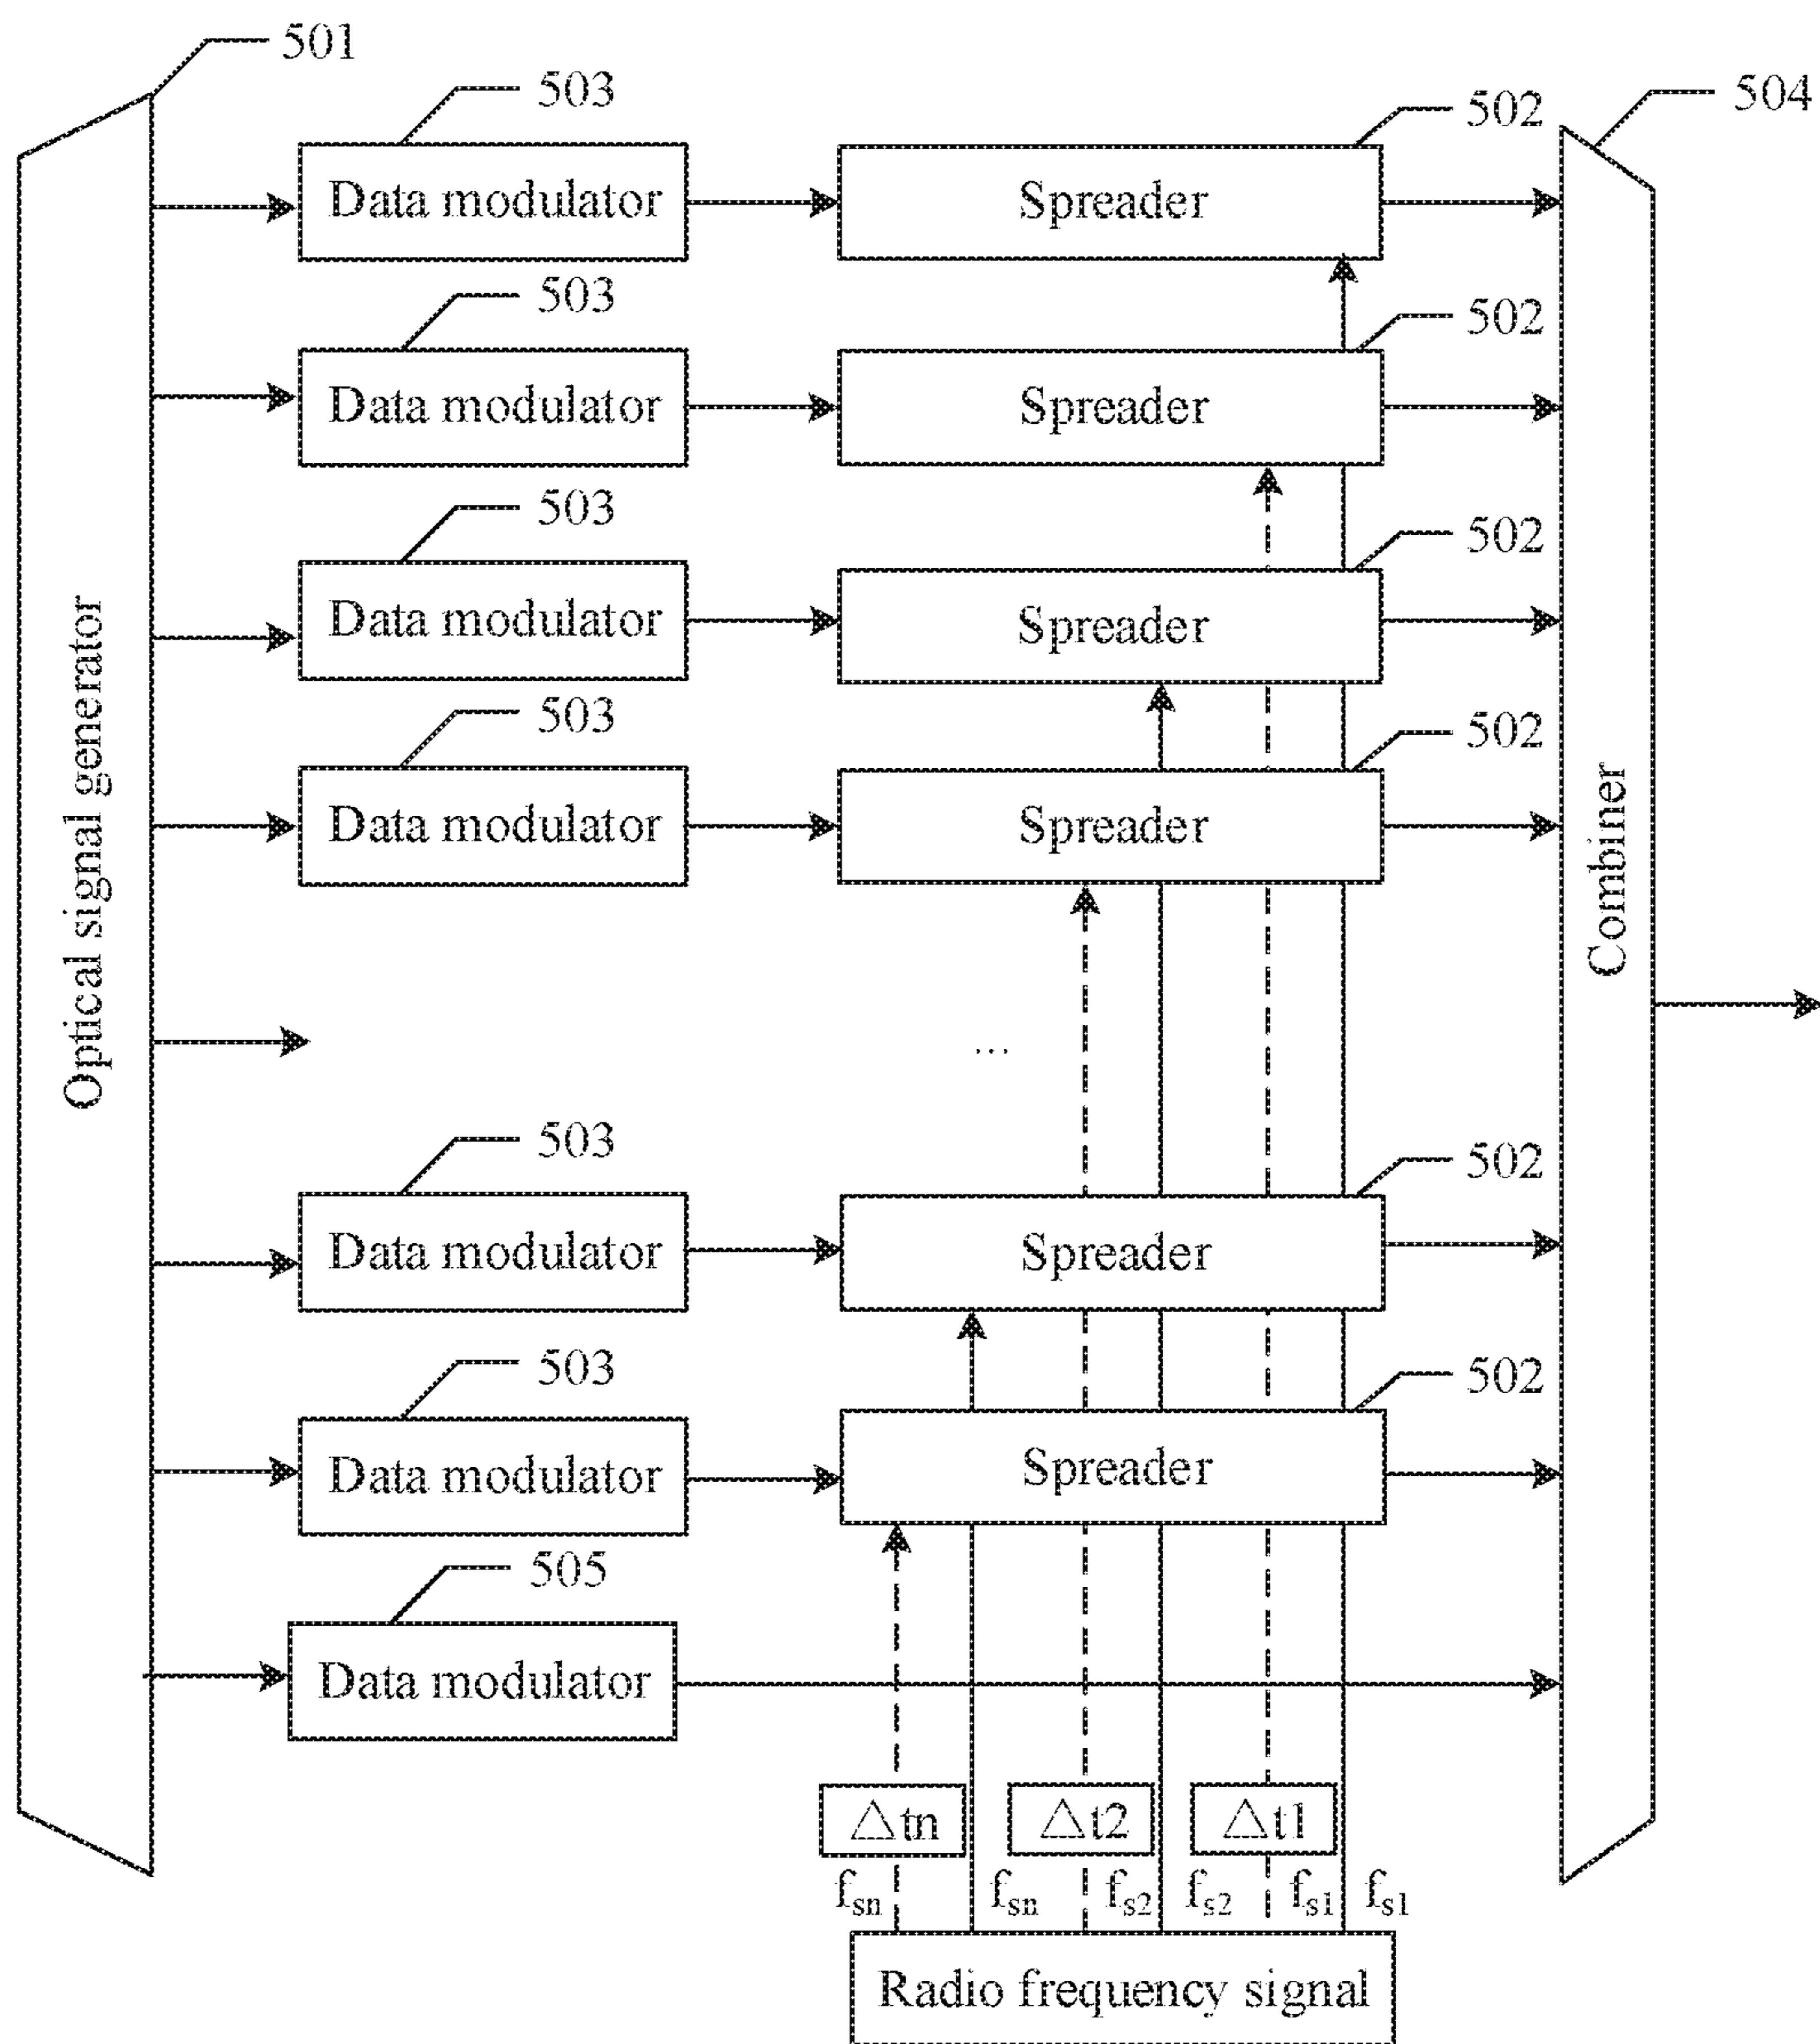 501
503
502
504
Data modulator
Spreader
503
502
Data modulator
Spreader
503
502
Data modulator
Spreader
503
502
Data modulator
Spreader
Optical signal generator
Combiner
...
503
502
Data modulator
Spreader
503
502
Data modulator
Spreader
505
Data modulator
△tn
△t2
△t1
fsn
fsn
fs2
fs2
fs1
fs1
Radio frequency signal